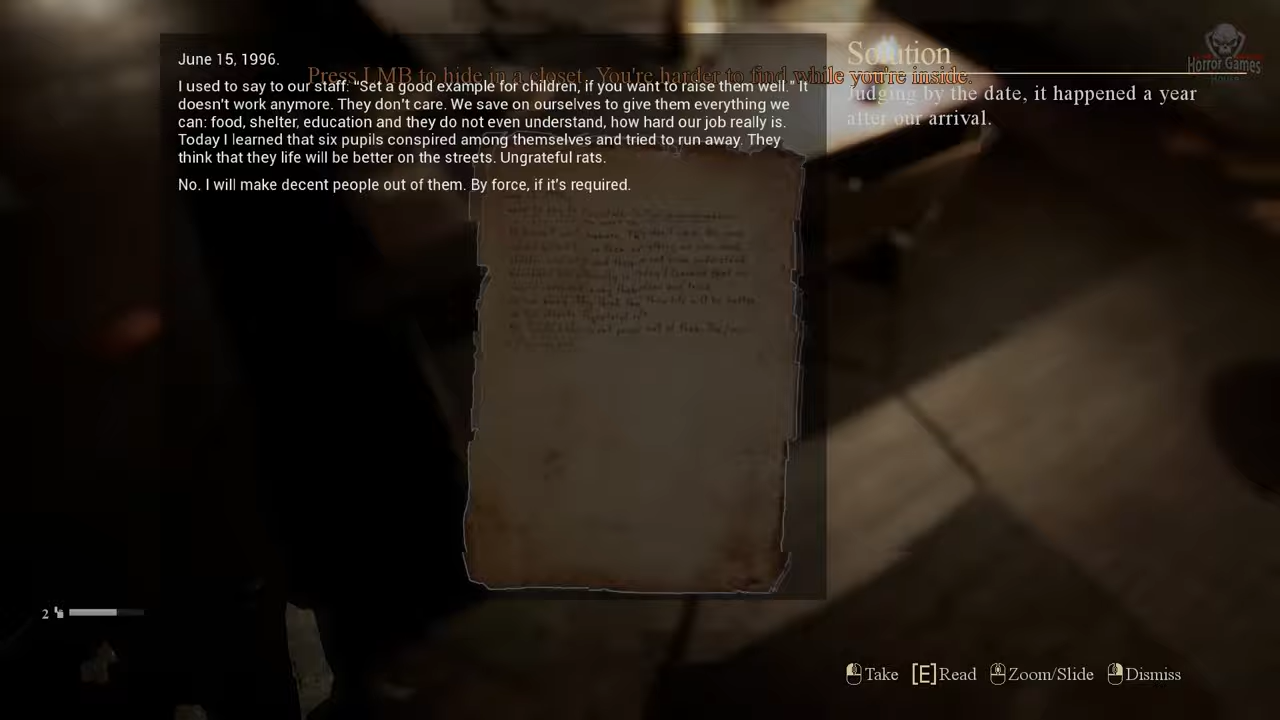 June 15, 1996.
Solution
Press LMB to hide in a closet. You're harder to find while you're inside.
I used to say to our staff: "Set a good example for children, if you want to raise them well." It
doesn't work anymore. They don't care. We save on ourselves to give them everything we
can: food, shelter, education and they do not even understand, how hard our job really is.
Today I learned that six pupils conspired among themselves and tried to run away. They
think that they life will be better on the streets. Ungrateful rats.
No. I will make decent people out of them. By force, if it's required.
Judging by the date, it happened a year
after our arrival.
Horror Games
House
2
Take [E]Read Zoom/Slide Dismiss